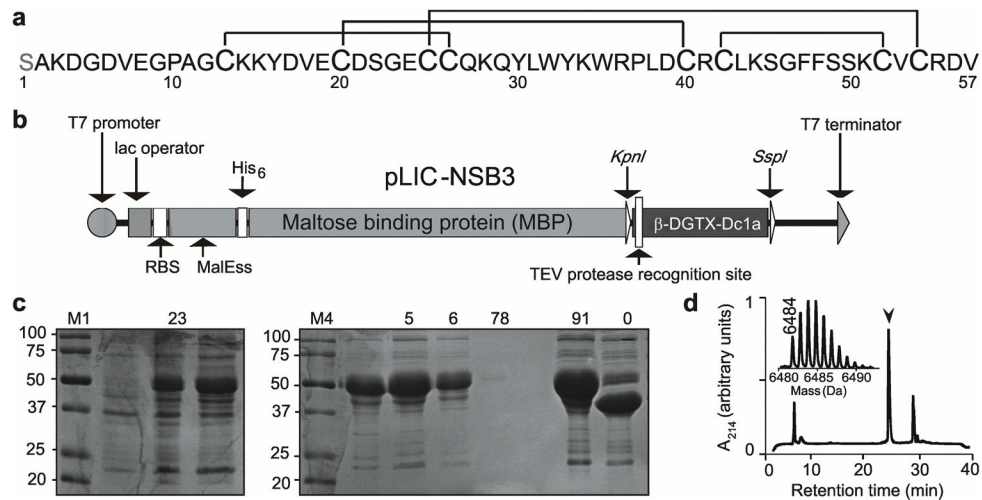 a
SAKDGDVEGPAGCKKYDVECDSGECCQKQYLWYKWRPLDCRCLKSGFFSSKCVCRDV
1 10 20 30 40 50 57
b
T7 promoter
lac operator
His6
pLIC-NSB3
KpnI
SspI
T7 terminator
Maltose binding protein (MBP)
β-DGTX-Dc1a
RBS
MalEss
TEV protease recognition site
c
M1 23
100
75
50
37
25
20
M4 5 6 78 91 0
100
75
50
37
25
20
d
A214 (arbitrary units)
1
0
6484
6480 6485 6490
Mass (Da)
0 10 20 30 40
Retention time (min)